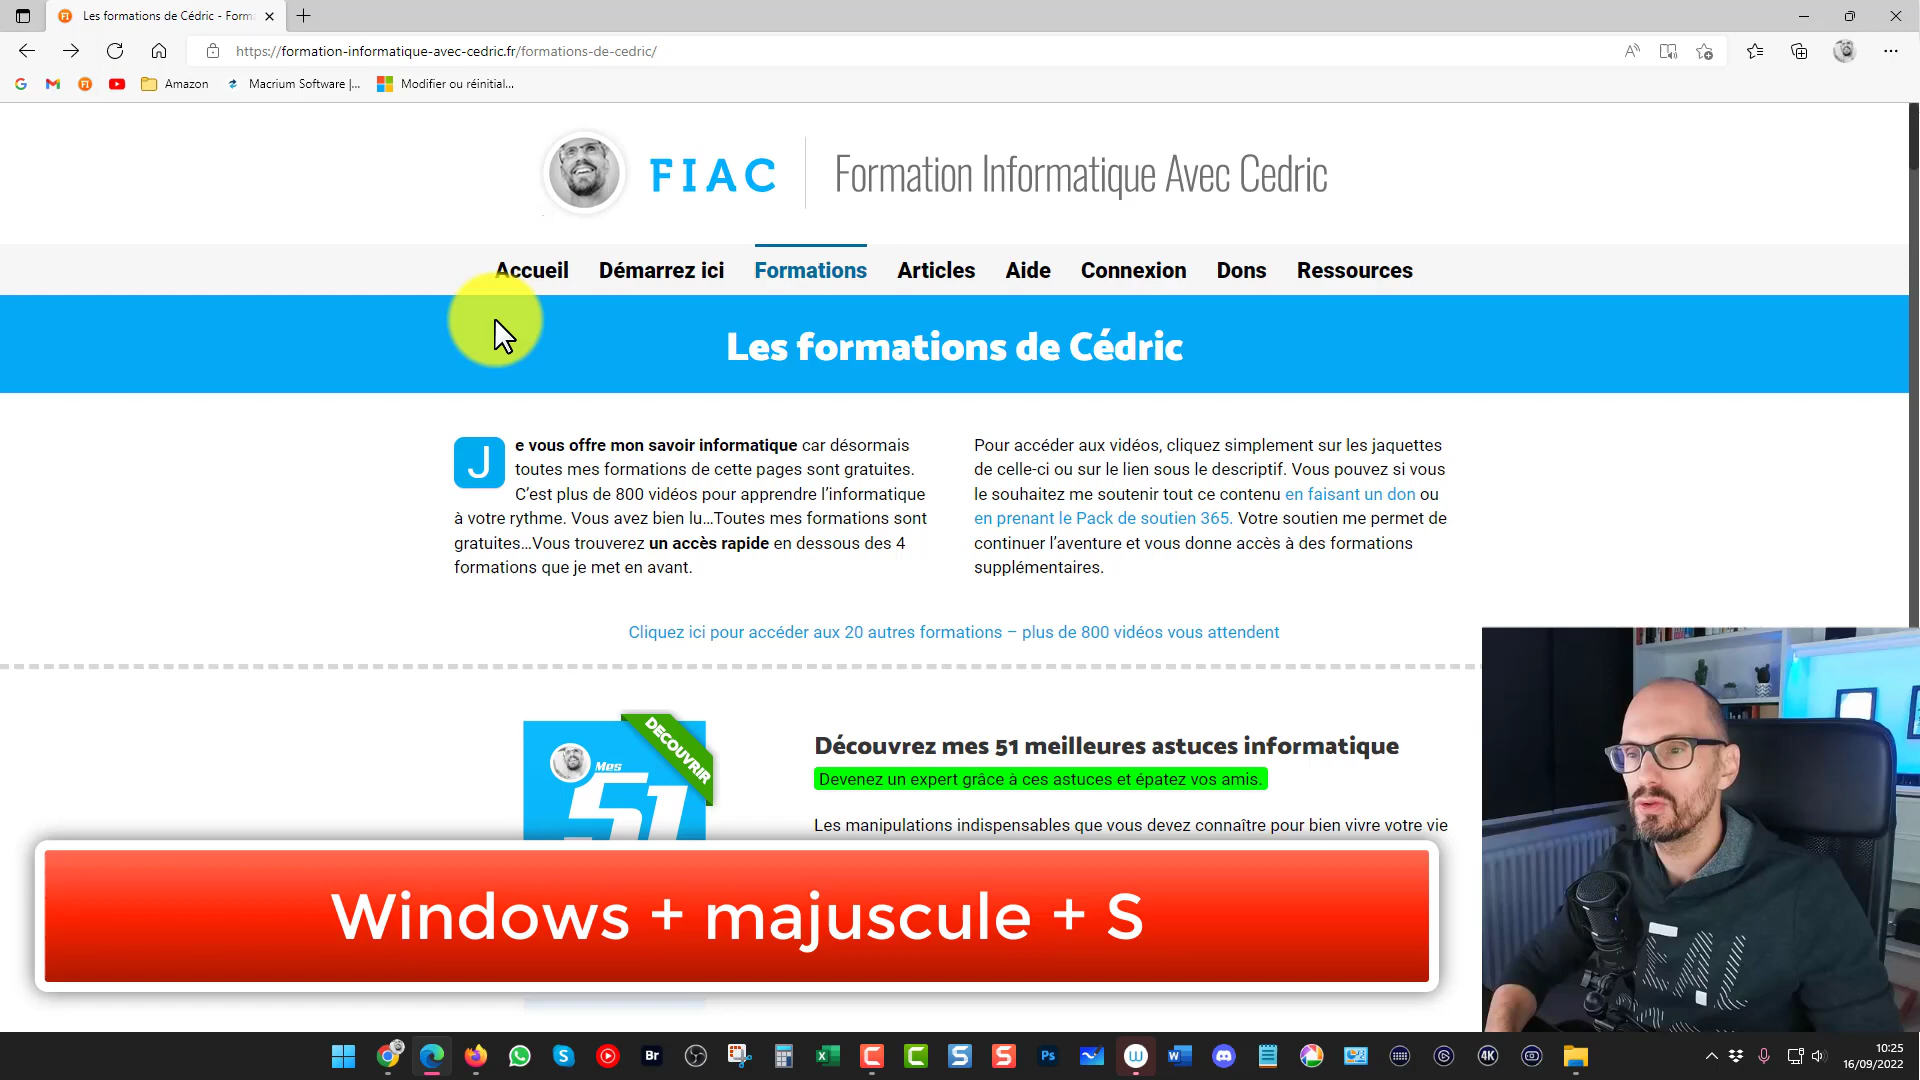 Les formations de Cédric - Form
https://formation-informatique-avec-cedric.fr/formations-de-cedric/
Amazon
Macrium Software |...
Modifier ou réinitial...
FIAC
Formation Informatique Avec Cedric
Accueil
Démarrez ici
Formations
Articles
Aide
Connexion
Dons
Ressources
Les formations de Cédric
Je vous offre mon savoir informatique car désormais
toutes mes formations de cette pages sont gratuites.
C'est plus de 800 vidéos pour apprendre l'informatique
à votre rythme. Vous avez bien lu...Toutes mes formations sont
gratuites...Vous trouverez un accès rapide en dessous des 4
formations que je met en avant.
Pour accéder aux vidéos, cliquez simplement sur les jaquettes
de celle-ci ou sur le lien sous le descriptif. Vous pouvez si vous
le souhaitez me soutenir tout ce contenu en faisant un don ou
en prenant le Pack de soutien 365. Votre soutien me permet de
continuer l'aventure et vous donne accès à des formations
supplémentaires.
Cliquez ici pour accéder aux 20 autres formations – plus de 800 vidéos vous attendent
DECOUVRIR
Mes
51
Découvrez mes 51 meilleures astuces informatique
Devenez un expert grâce à ces astuces et épatez vos amis.
Les manipulations indispensables que vous devez connaître pour bien vivre votre vie
Windows + majuscule + S
Br
Ps
4K
10:25
16/09/2022